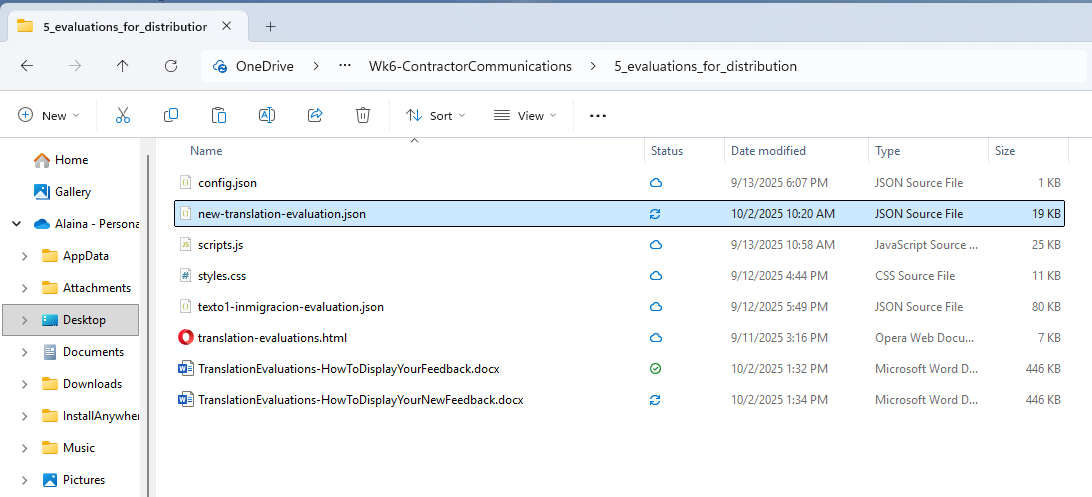 5_evaluations_for_distribution
OneDrive > ... Wk6-ContractorCommunications > 5_evaluations_for_distribution
New Sort View
Name Status Date modified Type Size
Home
Gallery
Alaina - Persona
AppData
Attachments
Desktop
Documents
Downloads
InstallAnywher
Music
Pictures
config.json 9/13/2025 6:07 PM JSON Source File 1 KB
new-translation-evaluation.json 10/2/2025 10:20 AM JSON Source File 19 KB
scripts.js 9/13/2025 10:58 AM JavaScript Source ... 25 KB
styles.css 9/12/2025 4:44 PM CSS Source File 11 KB
texto1-inmigracion-evaluation.json 9/12/2025 5:49 PM JSON Source File 80 KB
translation-evaluations.html 9/11/2025 3:16 PM Opera Web Docu... 7 KB
TranslationEvaluations-HowToDisplayYourFeedback.docx 10/2/2025 1:32 PM Microsoft Word D... 446 KB
TranslationEvaluations-HowToDisplayYourNewFeedback.docx 10/2/2025 1:34 PM Microsoft Word D... 446 KB